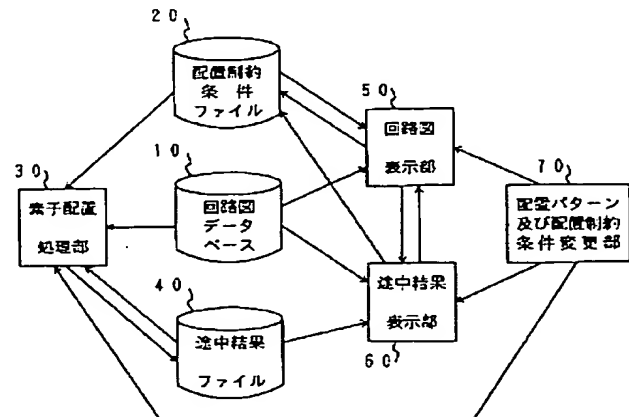 20
配置制約
条件
ファイル
50
回路図
表示部
10
回路図
データ
ベース
30
素子配置
処理部
70
配置パターン
及び配置制約
条件変更部
40
途中結果
ファイル
途中結果
表示部
60